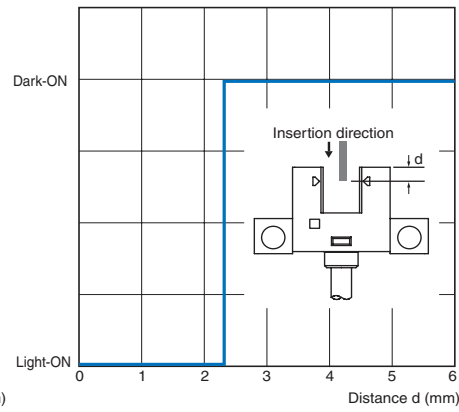 Dark-ON
Insertion direction
d
Light-ON
0 1 2 3 4 5 6
)
Distance d (mm)